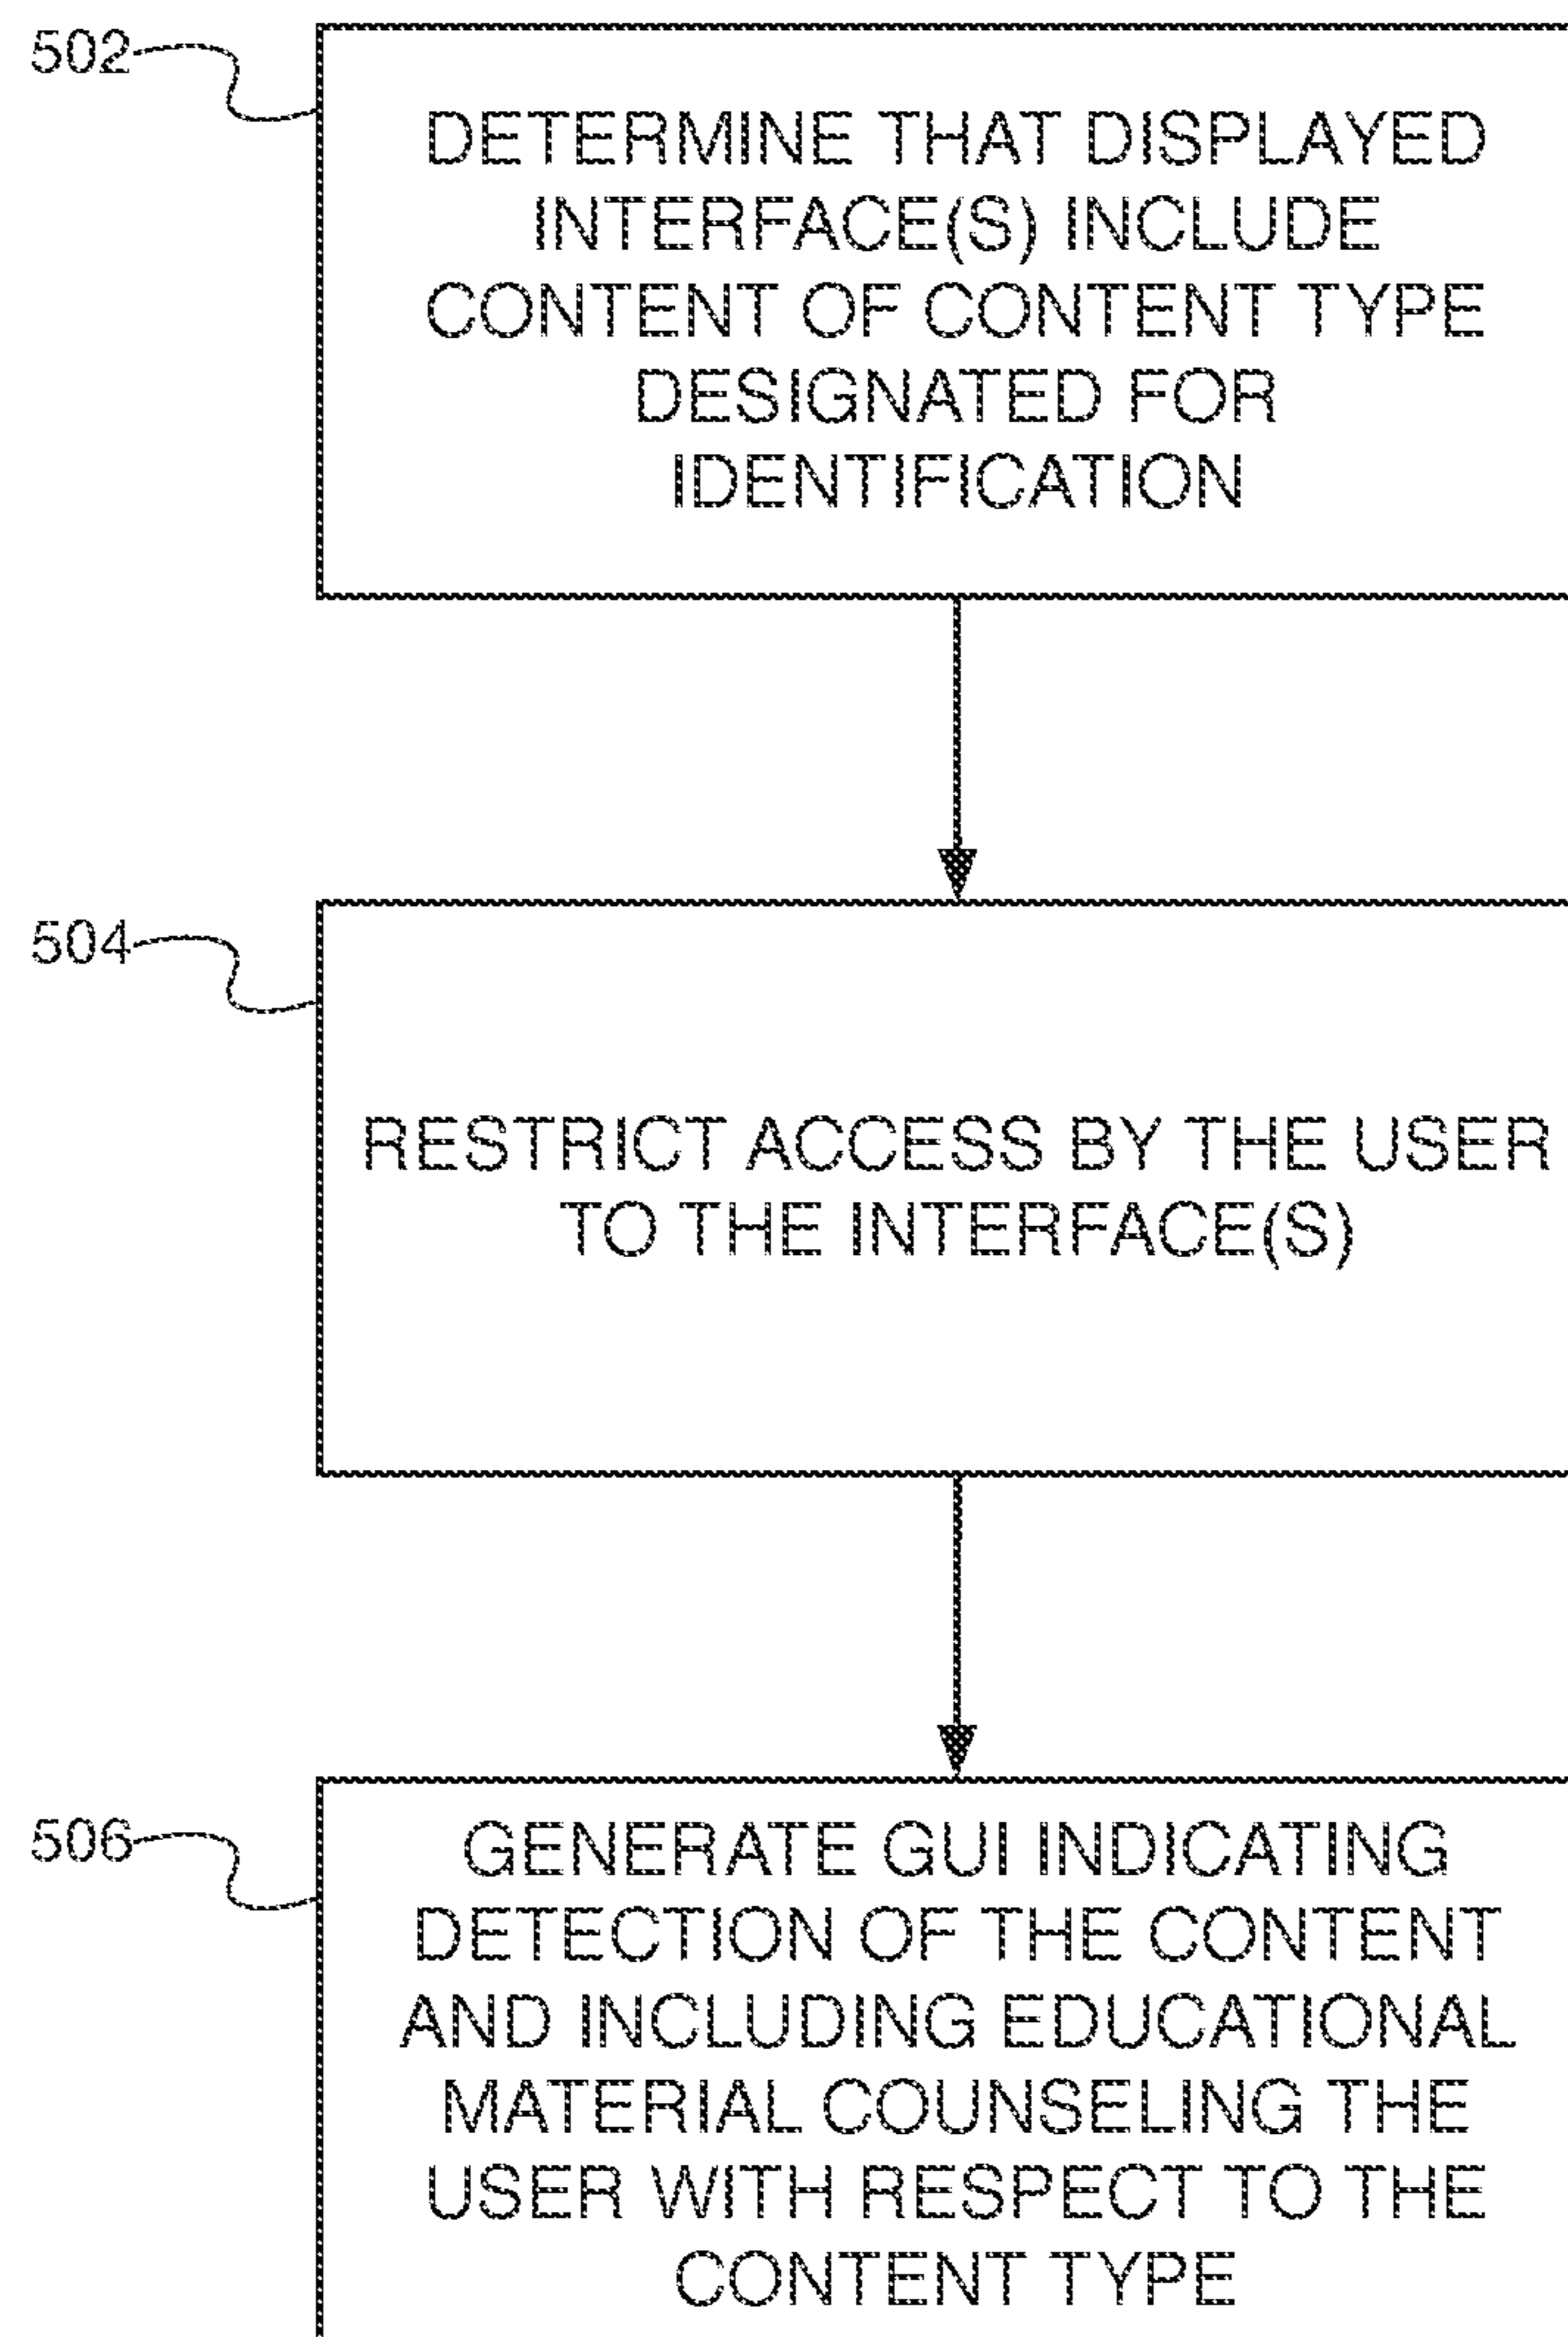 502
DETERMINE THAT DISPLAYED
INTERFACE(S) INCLUDE
CONTENT OF CONTENT TYPE
DESIGNATED FOR
IDENTIFICATION
504
RESTRICT ACCESS BY THE USER
TO THE INTERFACE(S)
506
GENERATE GUI INDICATING
DETECTION OF THE CONTENT
AND INCLUDING EDUCATIONAL
MATERIAL COUNSELING THE
USER WITH RESPECT TO THE
CONTENT TYPE